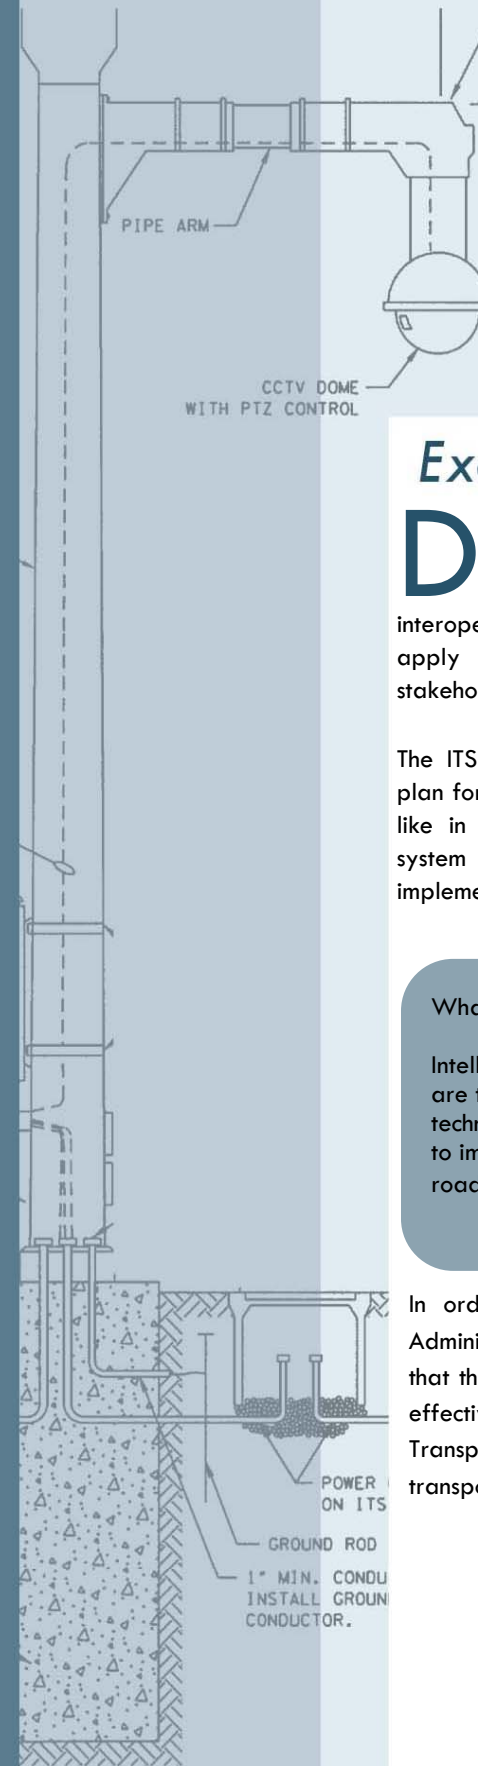 PIPE ARM
CCTV DOME
WITH PTZ CONTROL
Ex
D
interope
apply
stakeho
The ITS
plan for
like in
system
impleme
Wha
Intell
are t
techn
to im
road
In ord
Admini
that th
effecti
Transp
transpo
POWER
ON ITS
GROUND ROD
1" MIN. CONDU
INSTALL GROUN
CONDUCTOR.